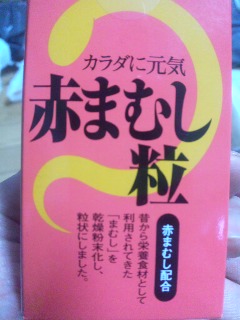 カラダに元気
赤まむし
粒
昔から栄養食材として
利用されてきた
「まむし」を
乾燥粉末化し、
粒状にしました。
赤まむし配合